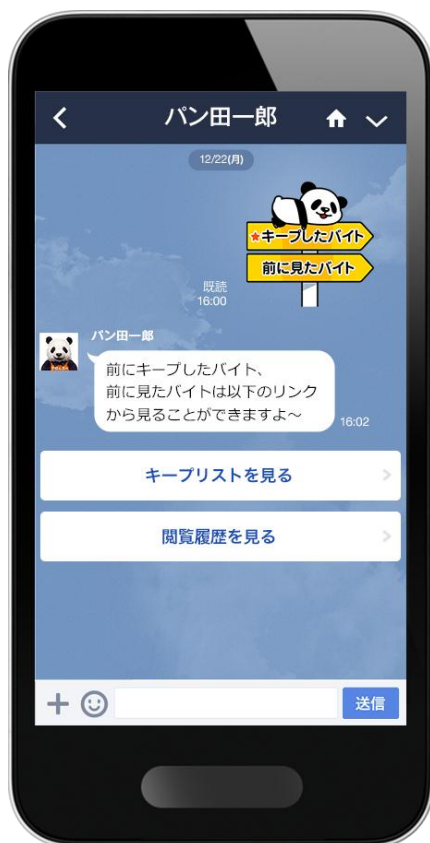 パン田一郎
12/22(月)
★キープしたバイト
前に見たバイト
既読
16:00
パン田一郎
前にキープしたバイト、
前に見たバイトは以下のリンク
から見ることができますよ〜
16:02
キープリストを見る
閲覧履歴を見る
送信